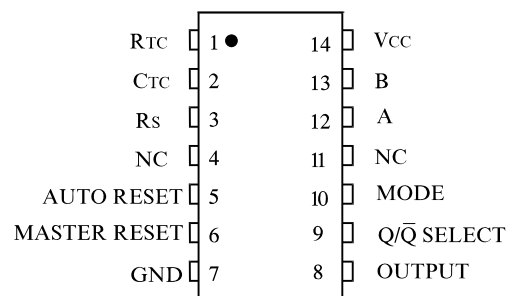 RTC 1 14 VCC
CTC 2 13 B
RS 3 12 A
NC 4 11 NC
AUTO RESET 5 10 MODE
MASTER RESET 6 9 Q/Q̅ SELECT
GND 7 8 OUTPUT